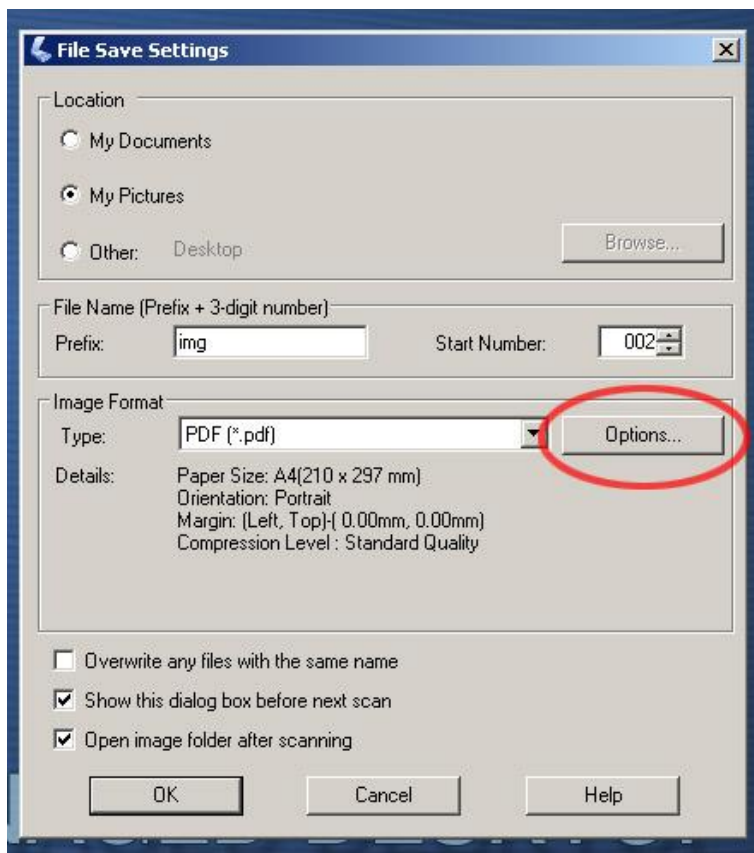 File Save Settings
Location
My Documents
My Pictures
Other: Desktop Browse...
File Name (Prefix + 3-digit number)
Prefix: img Start Number: 002
Image Format
Type: PDF (*.pdf) Options...
Details: Paper Size: A4(210 x 297 mm)
Orientation: Portrait
Margin: (Left, Top)-( 0.00mm, 0.00mm)
Compression Level : Standard Quality
Overwrite any files with the same name
Show this dialog box before next scan
Open image folder after scanning
OK Cancel Help